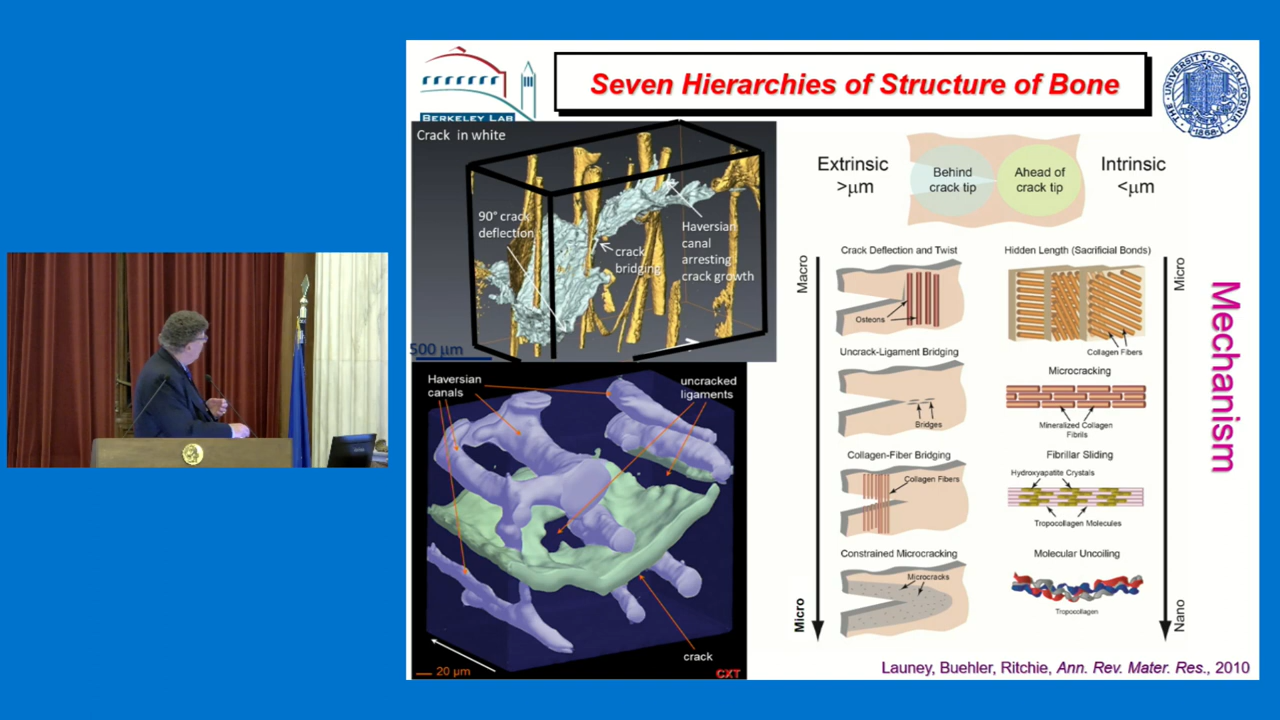 Seven Hierarchies of Structure of Bone
BERKELEY LAB
THE UNIVERSITY OF CALIFORNIA
1868
Crack in white
90° crack
deflection
crack
bridging
Haversian
canal
arresting
crack growth
500 µm
Haversian
canals
uncracked
ligaments
crack
20 µm
CXT
Extrinsic
>µm
Behind
crack tip
Ahead of
crack tip
Intrinsic
<µm
Macro
Micro
Crack Deflection and Twist
Osteons
Uncrack-Ligament Bridging
Bridges
Collagen-Fiber Bridging
Collagen Fibers
Constrained Microcracking
Microcracks
Hidden Length (Sacrificial Bonds)
Collagen Fibers
Microcracking
Mineralized Collagen
Fibrils
Fibrillar Sliding
Hydroxyapatite Crystals
Tropocollagen Molecules
Molecular Uncoiling
Tropocollagen
Micro
Nano
Mechanism
Launey, Buehler, Ritchie, Ann. Rev. Mater. Res., 2010